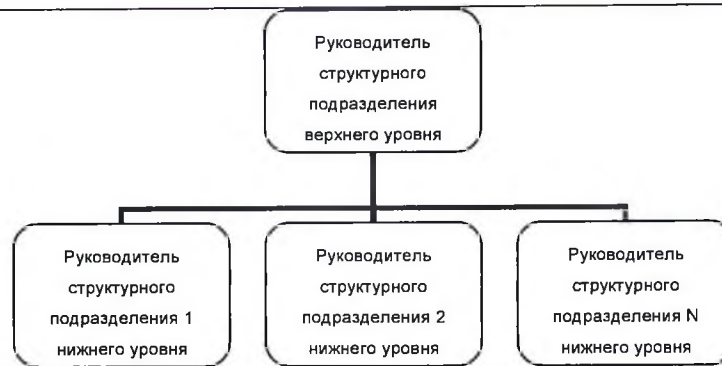 Руководитель
структурного
подразделения
верхнего уровня
Руководитель
структурного
подразделения 1
нижнего уровня
Руководитель
структурного
подразделения 2
нижнего уровня
Руководитель
структурного
подразделения N
нижнего уровня